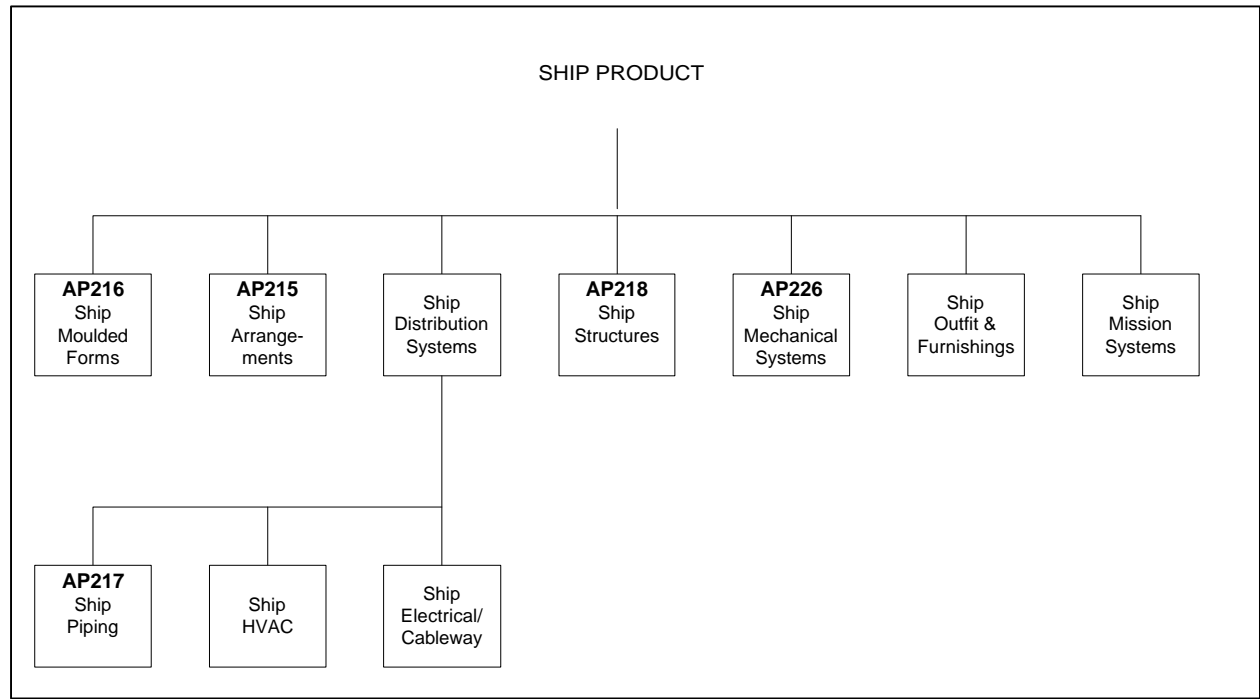 SHIP PRODUCT
AP216
Ship
Moulded
Forms
AP215
Ship
Arrange-
ments
Ship
Distribution
Systems
AP218
Ship
Structures
AP226
Ship
Mechanical
Systems
Ship
Outfit &
Furnishings
Ship
Mission
Systems
AP217
Ship
Piping
Ship
HVAC
Ship
Electrical/
Cableway